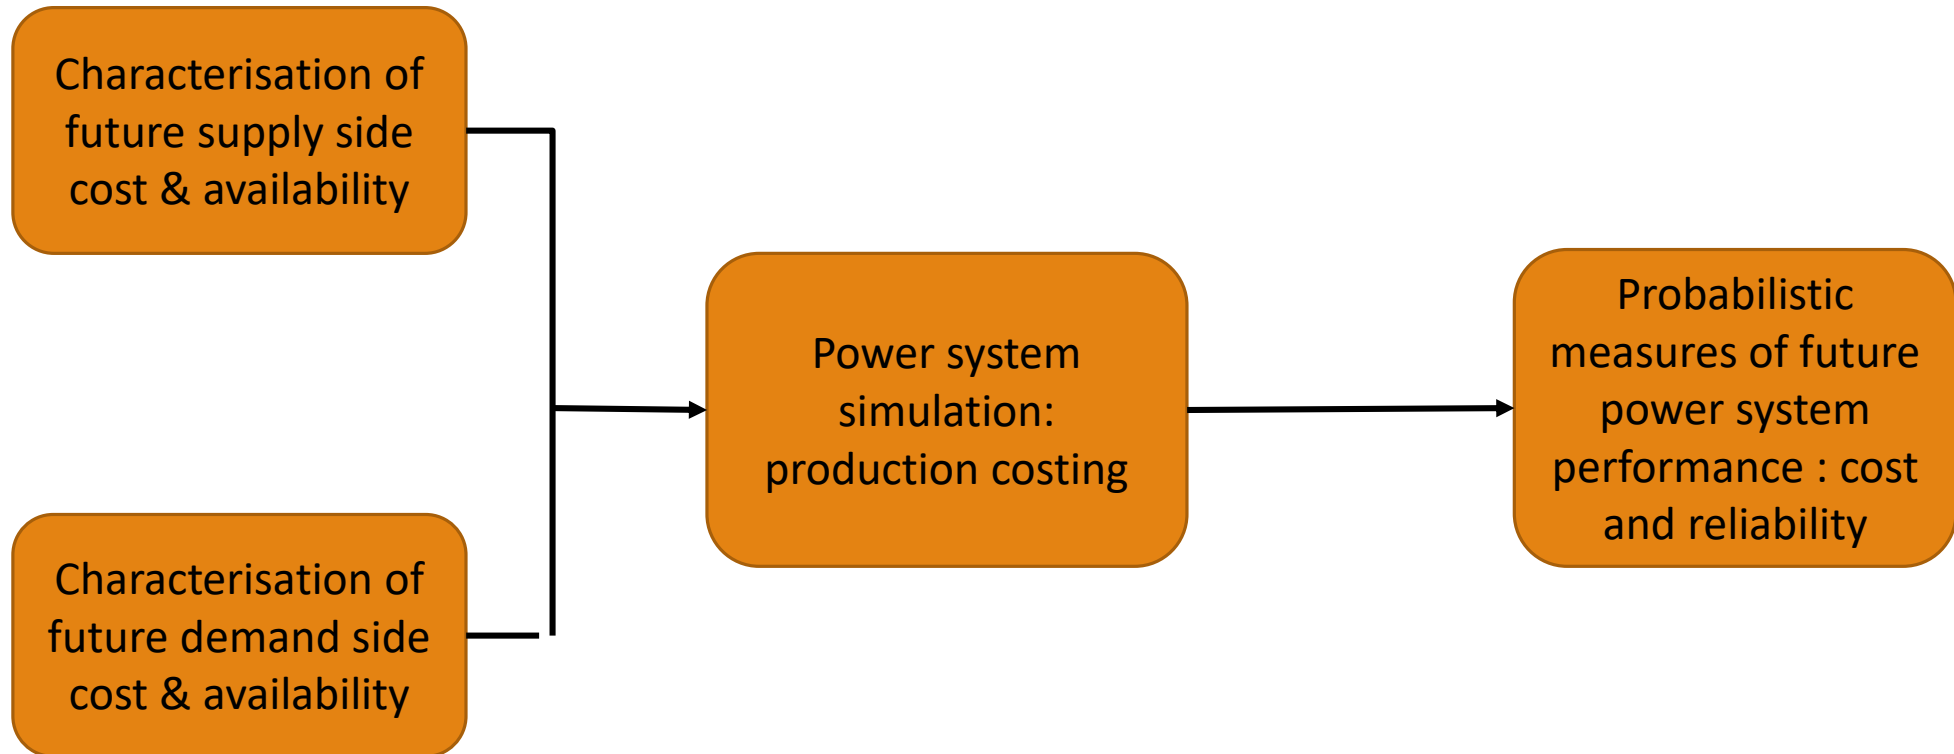 Characterisation of
future supply side
cost & availability
Characterisation of
future demand side
cost & availability
Power system
simulation:
production costing
Probabilistic
measures of future
power system
performance : cost
and reliability